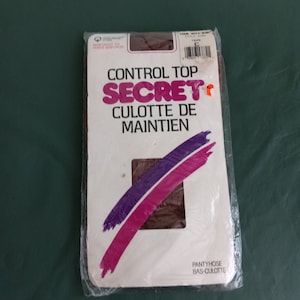 CONTROL TOP
SECRET
CULOTTE DE
MAINTIEN
PANTYHOSE
BAS-CULOTTE